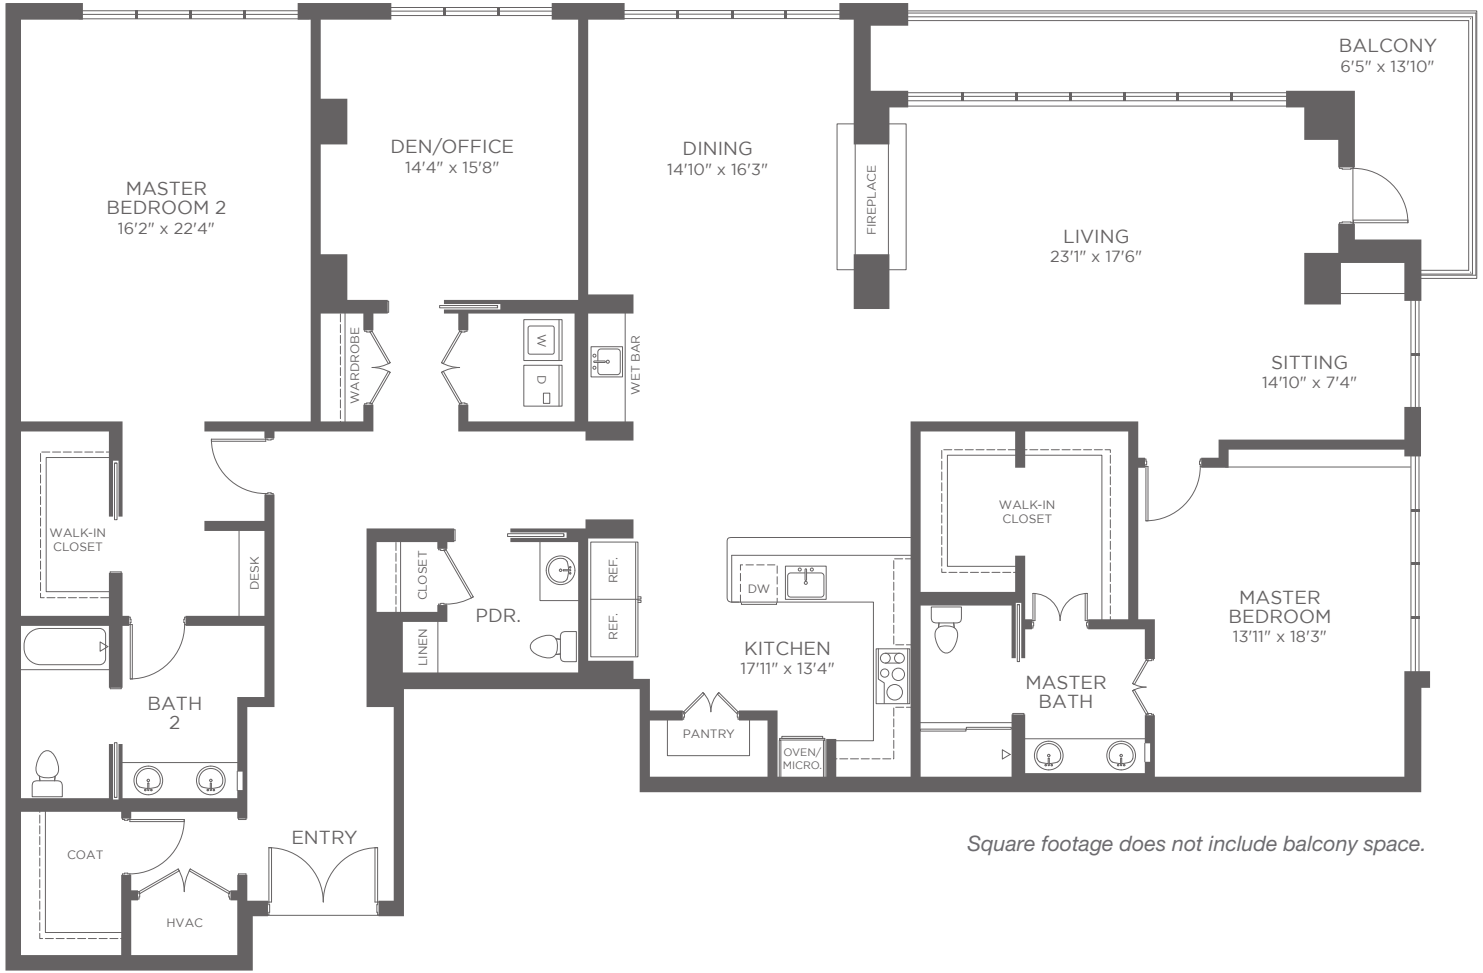 BALCONY
6'5" x 13'10"
DEN/OFFICE
14'4" x 15'8"
DINING
14'10" x 16'3"
MASTER
BEDROOM 2
16'2" x 22'4"
FIREPLACE
LIVING
23'1" x 17'6"
WARDROBE
W
D
WET BAR
SITTING
14'10" x 7'4"
WALK-IN
CLOSET
DESK
CLOSET
LINEN
PDR.
REF.
REF.
WALK-IN
CLOSET
DW
KITCHEN
17'11" x 13'4"
MASTER
BEDROOM
13'11" x 18'3"
BATH
2
MASTER
BATH
PANTRY
OVEN/
MICRO.
COAT
ENTRY
HVAC
Square footage does not include balcony space.